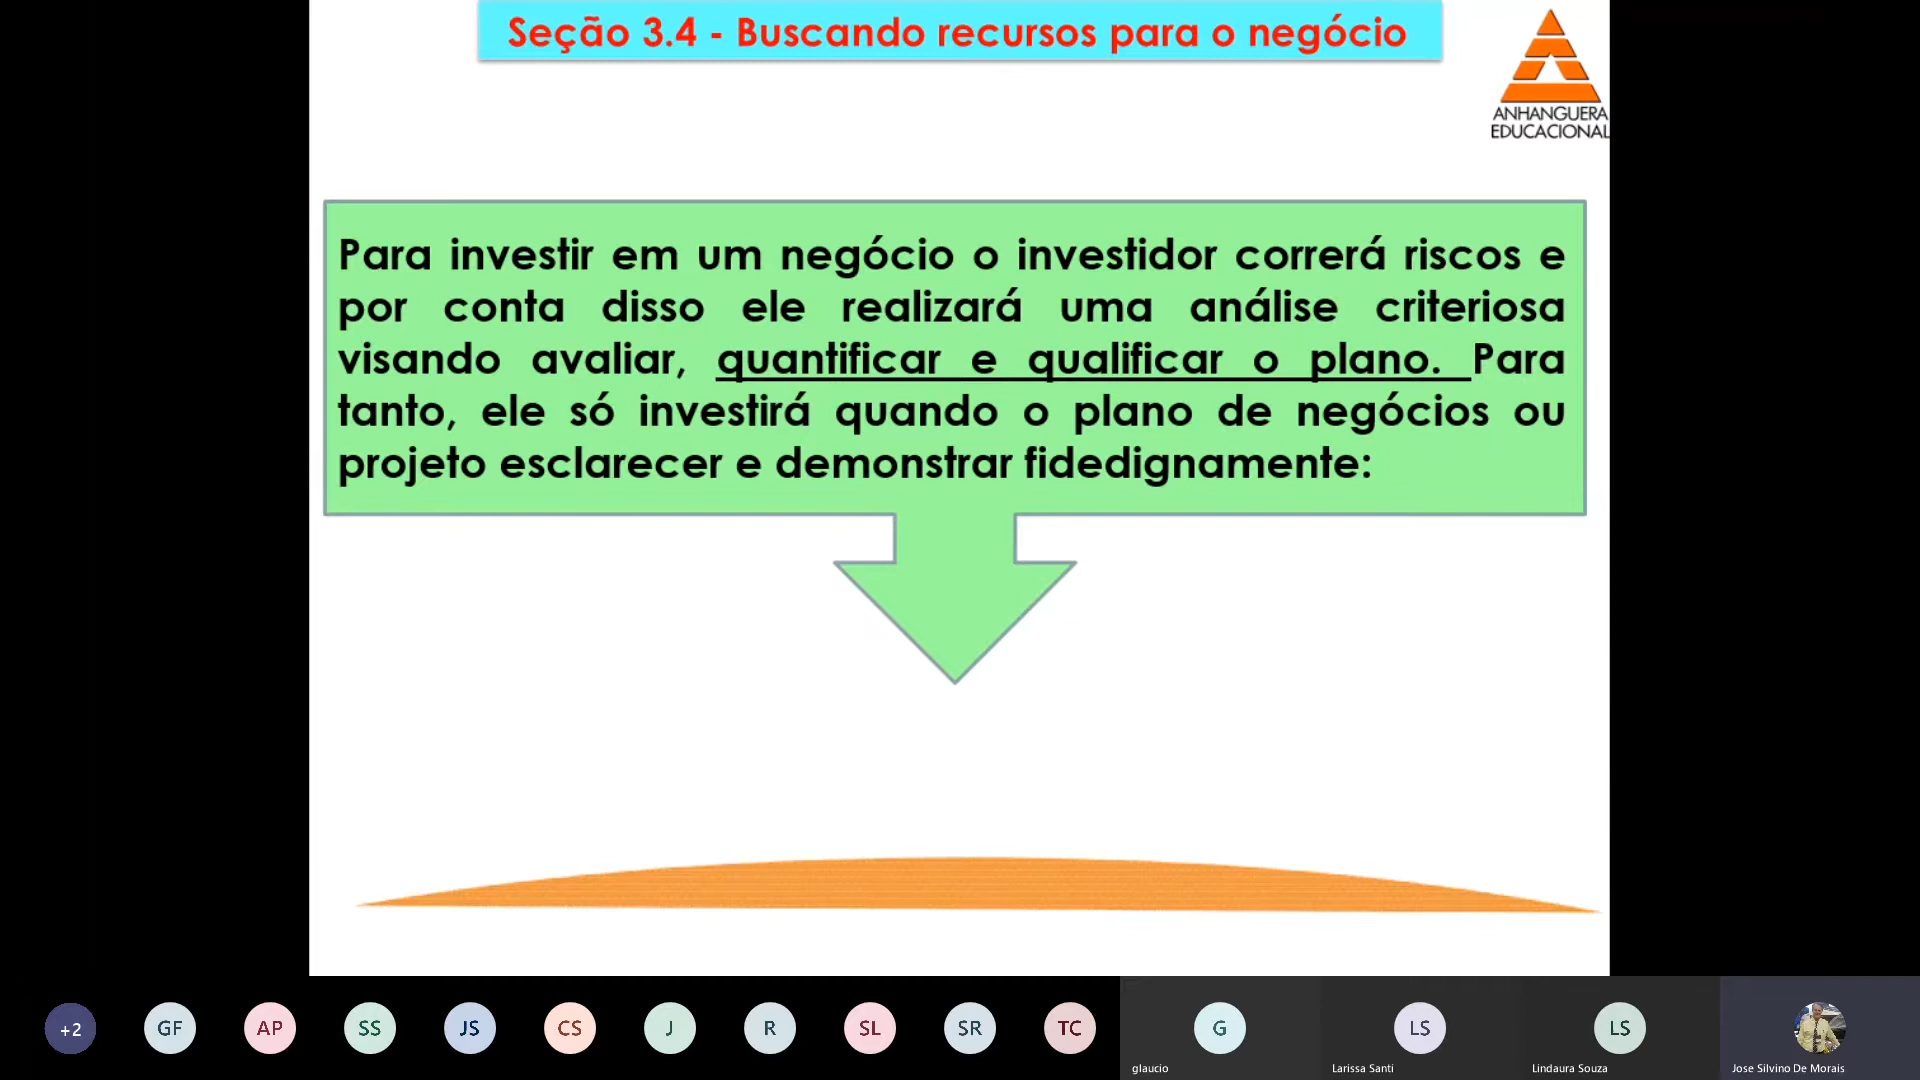 Seção 3.4 - Buscando recursos para o negócio
ANHANGUERA
EDUCACIONAL
Para investir em um negócio o investidor correrá riscos e
por conta disso ele realizará uma análise criteriosa
visando avaliar, quantificar e qualificar o plano. Para
tanto, ele só investirá quando o plano de negócios ou
projeto esclarecer e demonstrar fidedignamente:
+2
GF
AP
SS
JS
CS
J
R
SL
SR
TC
G
LS
LS
glaucio
Larissa Santi
Lindaura Souza
Jose Silvino De Morais